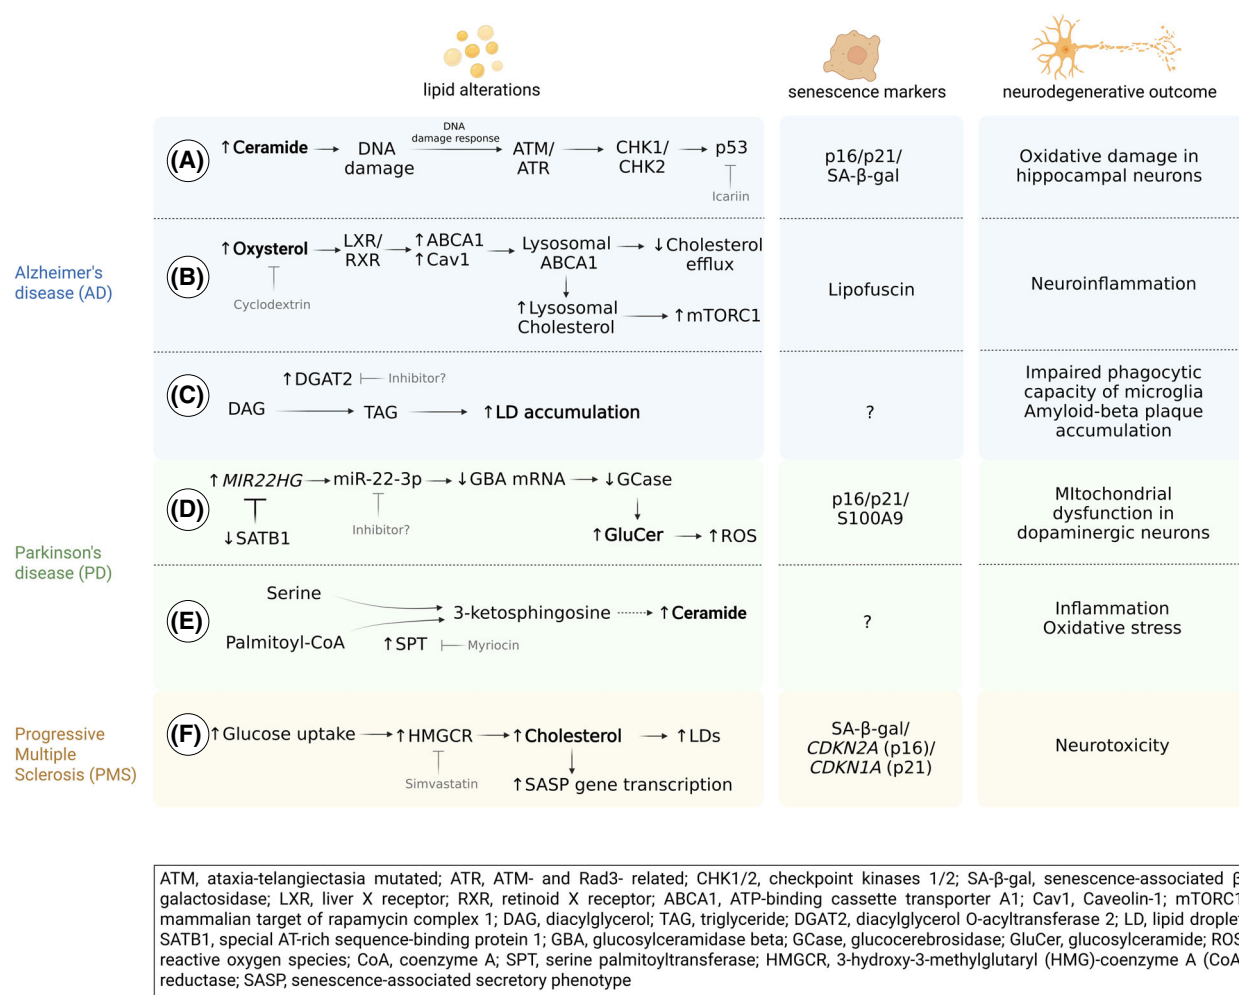 lipid alterations
senescence markers
neurodegenerative outcome
Alzheimer's
disease (AD)
(A)
↑Ceramide
DNA
damage
DNA
damage response
ATM/
ATR
CHK1/
CHK2
p53
Icariin
p16/p21/
SA-β-gal
Oxidative damage in
hippocampal neurons
(B)
↑Oxysterol
Cyclodextrin
LXR/
RXR
↑ABCA1
↑Cav1
Lysosomal
ABCA1
↓Cholesterol
efflux
↑Lysosomal
Cholesterol
↑mTORC1
Lipofuscin
Neuroinflammation
(C)
↑DGAT2
Inhibitor?
DAG
TAG
↑LD accumulation
?
Impaired phagocytic
capacity of microglia
Amyloid-beta plaque
accumulation
Parkinson's
disease (PD)
(D)
↑MIR22HG
miR-22-3p
↓GBA mRNA
↓GCase
↓SATB1
Inhibitor?
↑GluCer
↑ROS
p16/p21/
S100A9
MItochondrial
dysfunction in
dopaminergic neurons
(E)
Serine
Palmitoyl-CoA
3-ketosphingosine
↑Ceramide
↑SPT
Myriocin
?
Inflammation
Oxidative stress
Progressive
Multiple
Sclerosis (PMS)
(F)
↑Glucose uptake
↑HMGCR
↑Cholesterol
↑LDs
Simvastatin
↑SASP gene transcription
SA-β-gal/
CDKN2A (p16)/
CDKN1A (p21)
Neurotoxicity
ATM, ataxia-telangiectasia mutated; ATR, ATM- and Rad3- related; CHK1/2, checkpoint kinases 1/2; SA-β-gal, senescence-associated β
galactosidase; LXR, liver X receptor; RXR, retinoid X receptor; ABCA1, ATP-binding cassette transporter A1; Cav1, Caveolin-1; mTORC1
mammalian target of rapamycin complex 1; DAG, diacylglycerol; TAG, triglyceride; DGAT2, diacylglycerol O-acyltransferase 2; LD, lipid droplet
SATB1, special AT-rich sequence-binding protein 1; GBA, glucosylceramidase beta; GCase, glucocerebrosidase; GluCer, glucosylceramide; ROS
reactive oxygen species; CoA, coenzyme A; SPT, serine palmitoyltransferase; HMGCR, 3-hydroxy-3-methylglutaryl (HMG)-coenzyme A (CoA
reductase; SASP, senescence-associated secretory phenotype